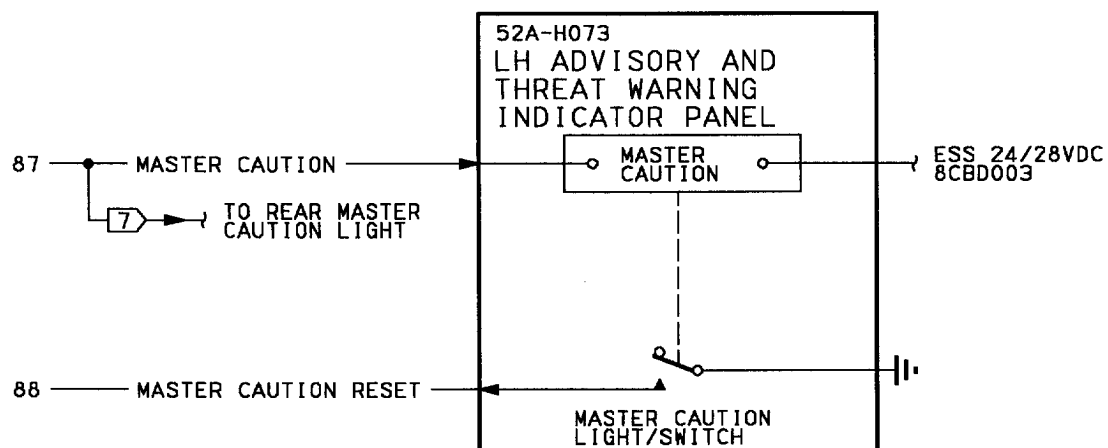 52A-H073
LH ADVISORY AND
THREAT WARNING
INDICATOR PANEL
87
MASTER CAUTION
MASTER
CAUTION
ESS 24/28VDC
8CBD003
7
TO REAR MASTER
CAUTION LIGHT
88
MASTER CAUTION RESET
MASTER CAUTION
LIGHT/SWITCH